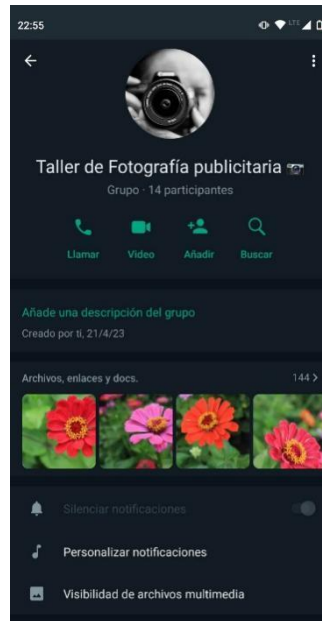 22:55
LTE
Taller de Fotografía publicitaria 📷
Grupo · 14 participantes
Llamar Video Añadir Buscar
Añade una descripción del grupo
Creado por ti, 21/4/23
Archivos, enlaces y docs. 144 >
Silenciar notificaciones
Personalizar notificaciones
Visibilidad de archivos multimedia